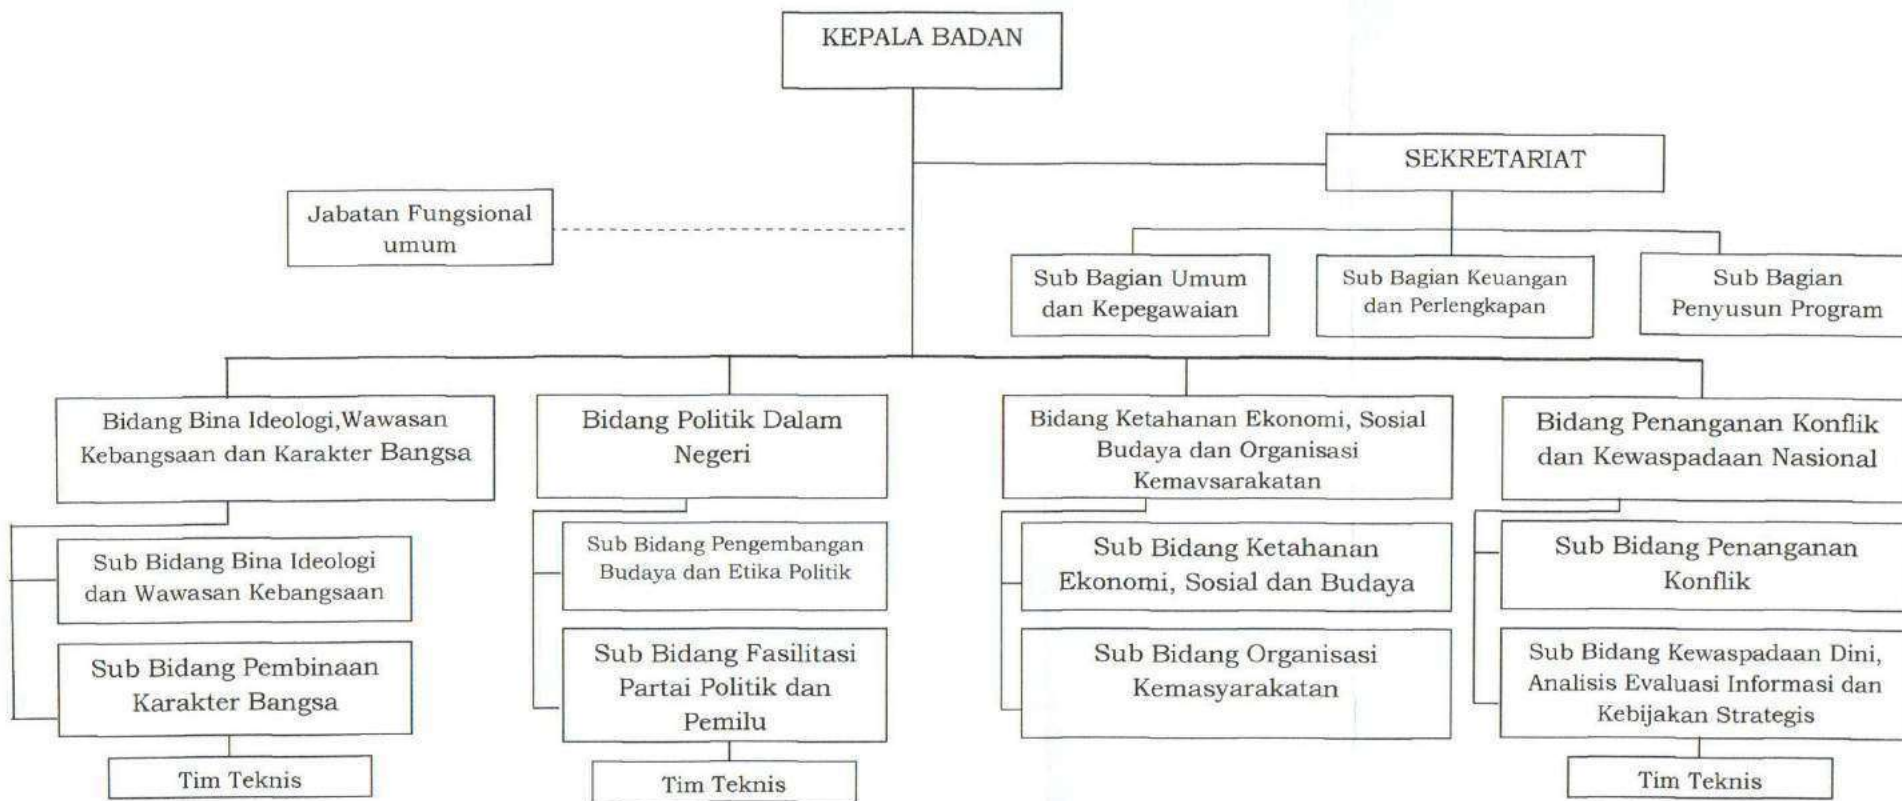 KEPALA BADAN
SEKRETARIAT
Jabatan Fungsional
umum
Sub Bagian Umum
dan Kepegawaian
Sub Bagian Keuangan
dan Perlengkapan
Sub Bagian
Penyusun Program
Bidang Bina Ideologi,Wawasan
Kebangsaan dan Karakter Bangsa
Bidang Politik Dalam
Negeri
Bidang Ketahanan Ekonomi, Sosial
Budaya dan Organisasi
Kemavsarakatan
Bidang Penanganan Konflik
dan Kewaspadaan Nasional
Sub Bidang Bina Ideologi
dan Wawasan Kebangsaan
Sub Bidang Pengembangan
Budaya dan Etika Politik
Sub Bidang Ketahanan
Ekonomi, Sosial dan Budaya
Sub Bidang Penanganan
Konflik
Sub Bidang Pembinaan
Karakter Bangsa
Sub Bidang Fasilitasi
Partai Politik dan
Pemilu
Sub Bidang Organisasi
Kemasyarakatan
Sub Bidang Kewaspadaan Dini,
Analisis Evaluasi Informasi dan
Kebijakan Strategis
Tim Teknis
Tim Teknis
Tim Teknis